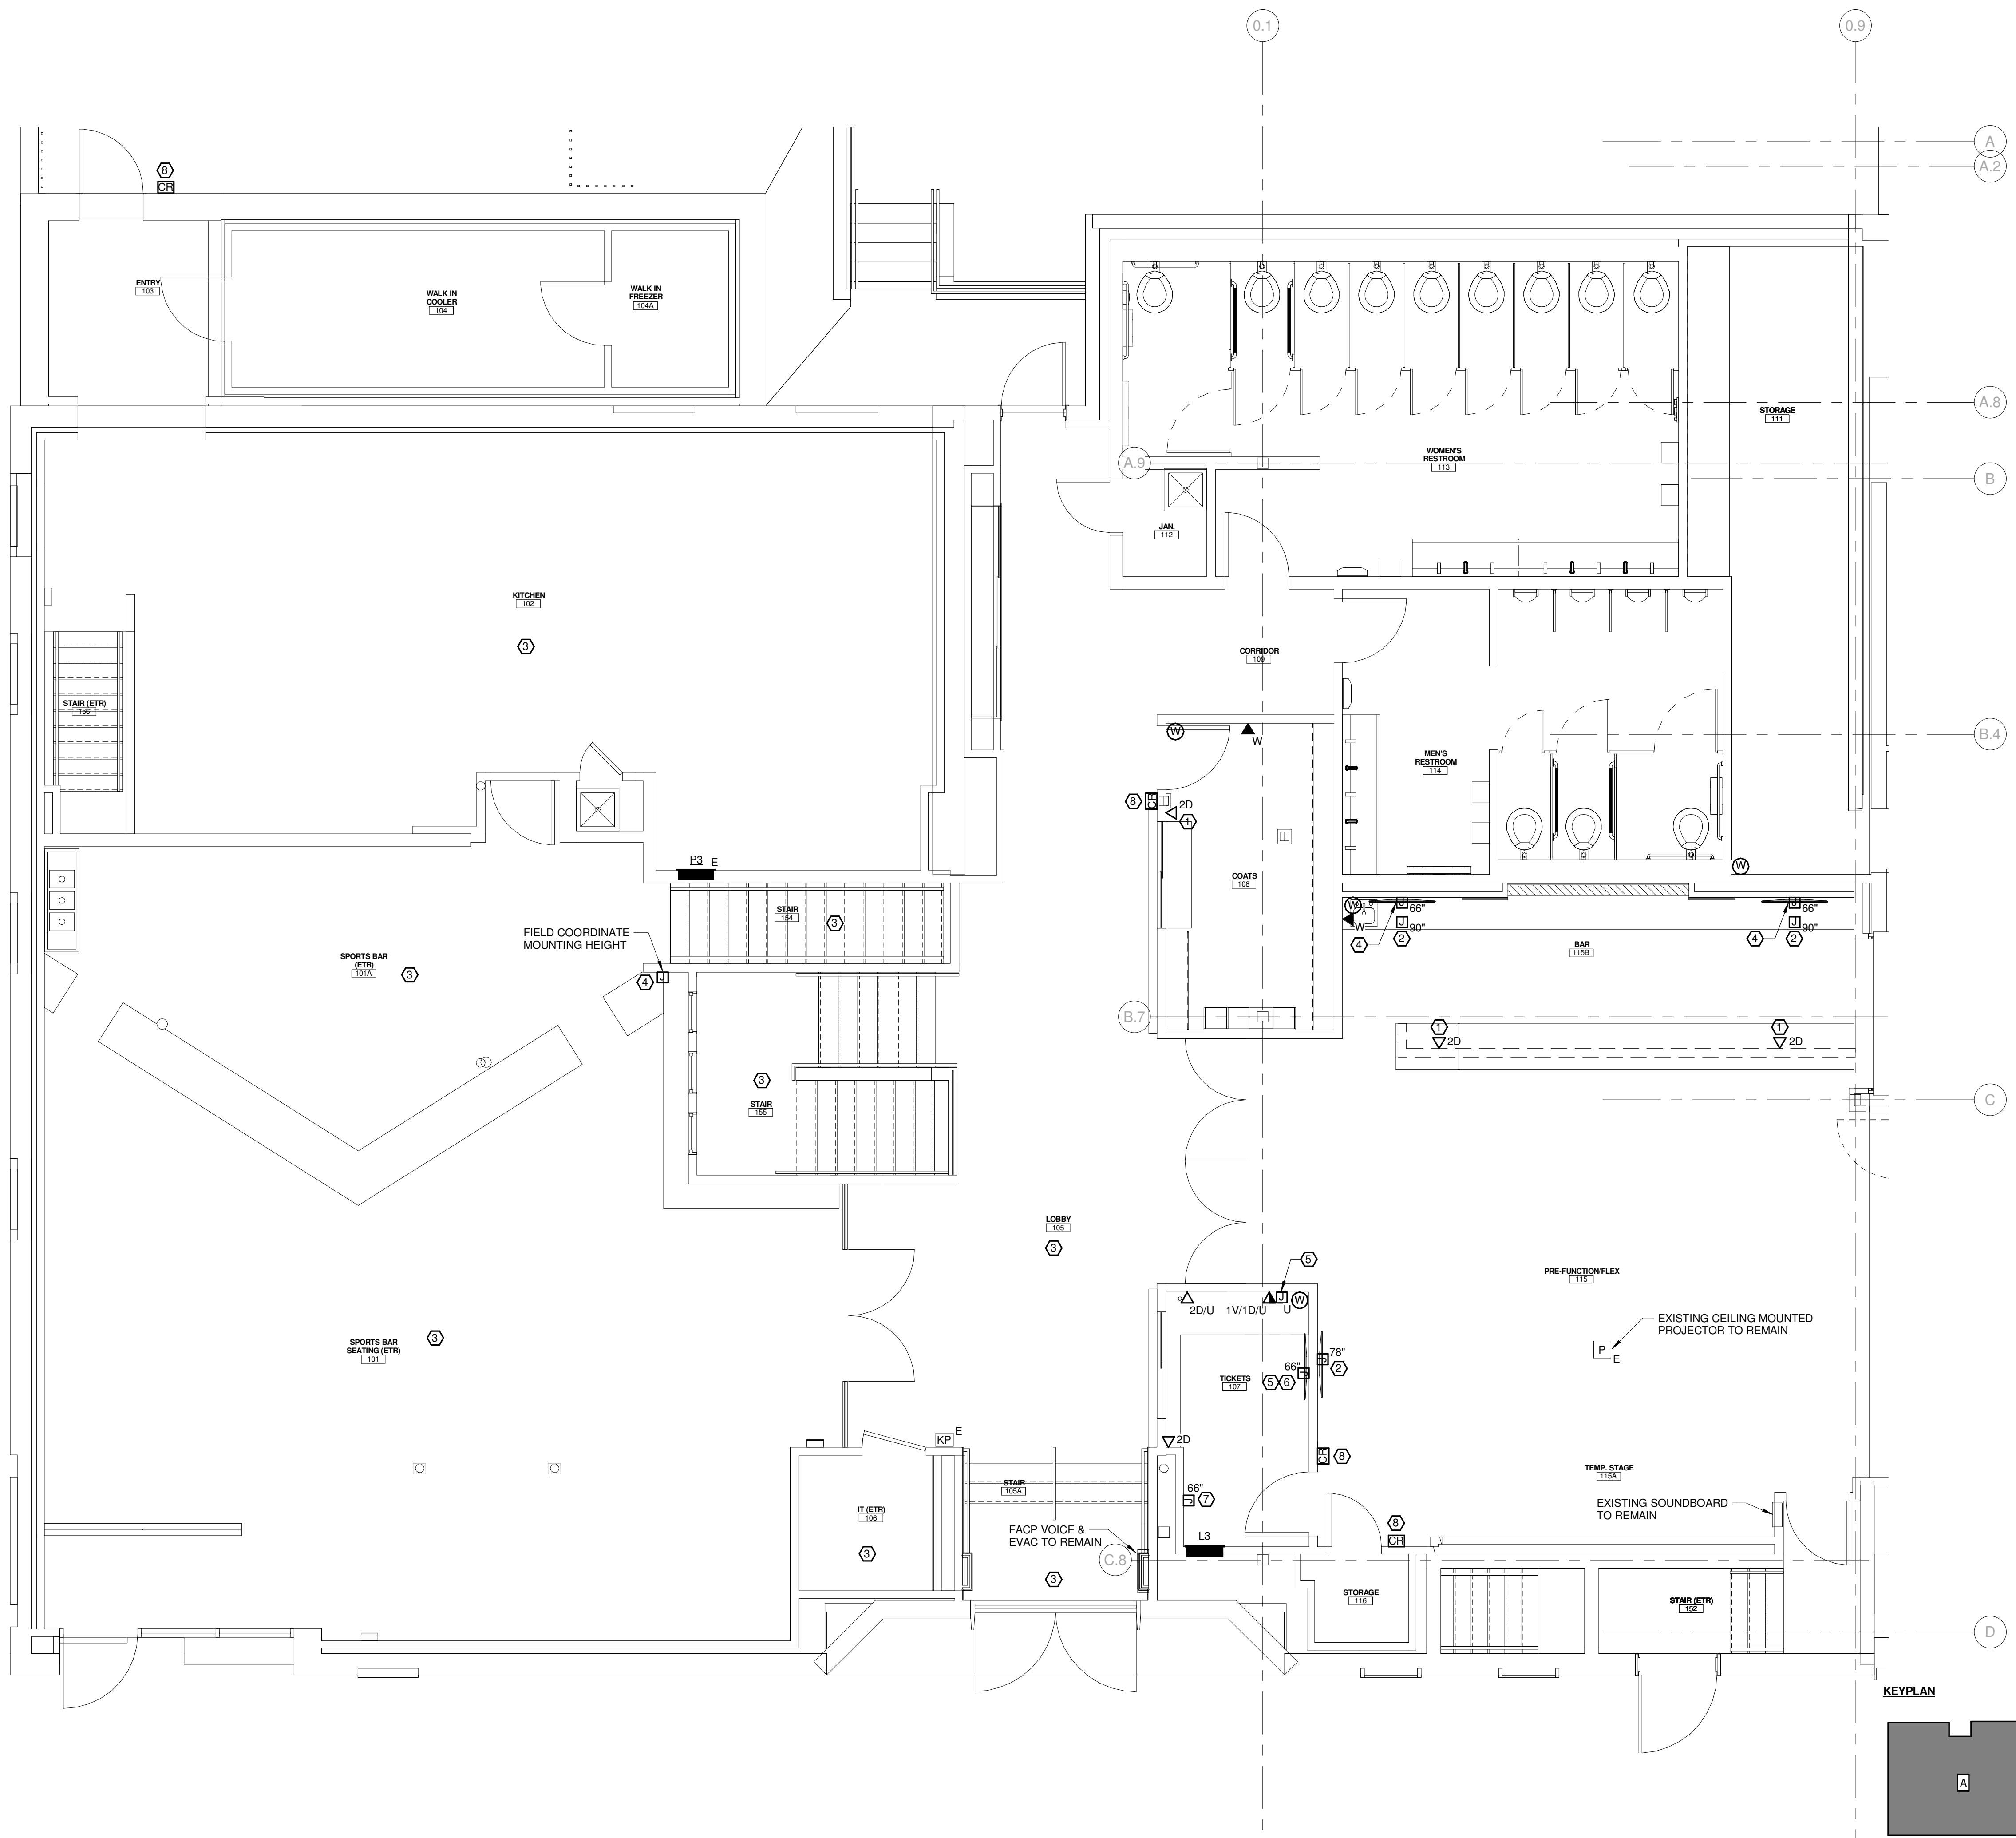 0.1
0.9
A
A.2
8
CR
ENTRY
103
WALK IN
COOLER
104
WALK IN
FREEZER
104A
A.8
STORAGE
111
WOMEN'S
RESTROOM
113
A.9
B
JAN.
112
KITCHEN
102
3
CORRIDOR
109
STAIR (ETR)
156
W
W
B.4
MEN'S
RESTROOM
114
8
CR
2D
1
P3
E
COATS
108
W
STAIR
154
3
FIELD COORDINATE
MOUNTING HEIGHT
4
J
W
W
J
66"
J
90"
4
2
J
66"
J
90"
4
2
BAR
115B
SPORTS BAR
(ETR)
101A
3
B.7
1
2D
1
2D
3
STAIR
155
C
LOBBY
105
3
5
J
W
2D/U
1V/1D/U
U
PRE-FUNCTION/FLEX
115
EXISTING CEILING MOUNTED
PROJECTOR TO REMAIN
P
E
SPORTS BAR
SEATING (ETR)
101
3
TICKETS
107
66"
J
5
6
J
78"
2
2D
KP
E
CR
8
STAIR
105A
TEMP. STAGE
115A
66"
J
7
IT (ETR)
106
3
EXISTING SOUNDBOARD
TO REMAIN
FACP VOICE &
EVAC TO REMAIN
L3
8
CR
C.8
3
STORAGE
116
STAIR (ETR)
152
D
KEYPLAN
A